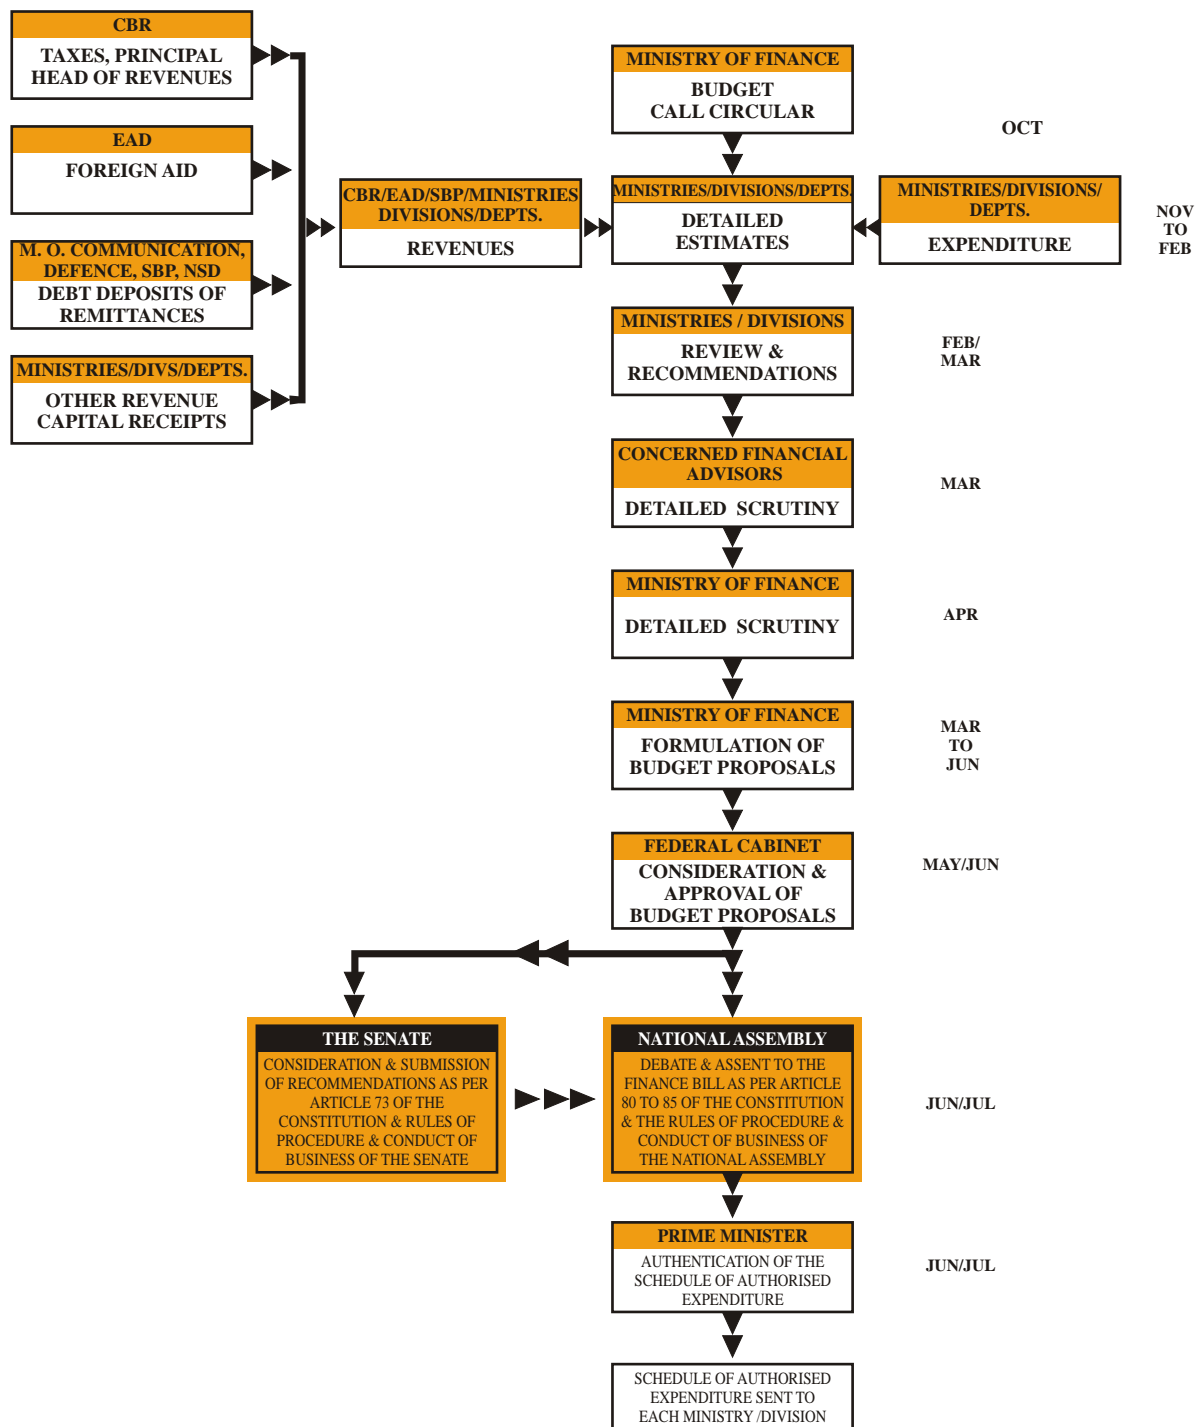 CBR
TAXES, PRINCIPAL
HEAD OF REVENUES
EAD
FOREIGN AID
M. O. COMMUNICATION,
DEFENCE, SBP, NSD
DEBT DEPOSITS OF
REMITTANCES
MINISTRIES/DIVS/DEPTS.
OTHER REVENUE
CAPITAL RECEIPTS
CBR/EAD/SBP/MINISTRIES
DIVISIONS/DEPTS.
REVENUES
MINISTRY OF FINANCE
BUDGET
CALL CIRCULAR
OCT
MINISTRIES/DIVISIONS/DEPTS.
DETAILED
ESTIMATES
MINISTRIES/DIVISIONS/
DEPTS.
EXPENDITURE
NOV
TO
FEB
MINISTRIES / DIVISIONS
REVIEW &
RECOMMENDATIONS
FEB/
MAR
CONCERNED FINANCIAL
ADVISORS
DETAILED SCRUTINY
MAR
MINISTRY OF FINANCE
DETAILED SCRUTINY
APR
MINISTRY OF FINANCE
FORMULATION OF
BUDGET PROPOSALS
MAR
TO
JUN
FEDERAL CABINET
CONSIDERATION &
APPROVAL OF
BUDGET PROPOSALS
MAY/JUN
THE SENATE
CONSIDERATION & SUBMISSION
OF RECOMMENDATIONS AS PER
ARTICLE 73 OF THE
CONSTITUTION & RULES OF
PROCEDURE & CONDUCT OF
BUSINESS OF THE SENATE
NATIONAL ASSEMBLY
DEBATE & ASSENT TO THE
FINANCE BILL AS PER ARTICLE
80 TO 85 OF THE CONSTITUTION
& THE RULES OF PROCEDURE &
CONDUCT OF BUSINESS OF
THE NATIONAL ASSEMBLY
JUN/JUL
PRIME MINISTER
AUTHENTICATION OF THE
SCHEDULE OF AUTHORISED
EXPENDITURE
JUN/JUL
SCHEDULE OF AUTHORISED
EXPENDITURE SENT TO
EACH MINISTRY /DIVISION